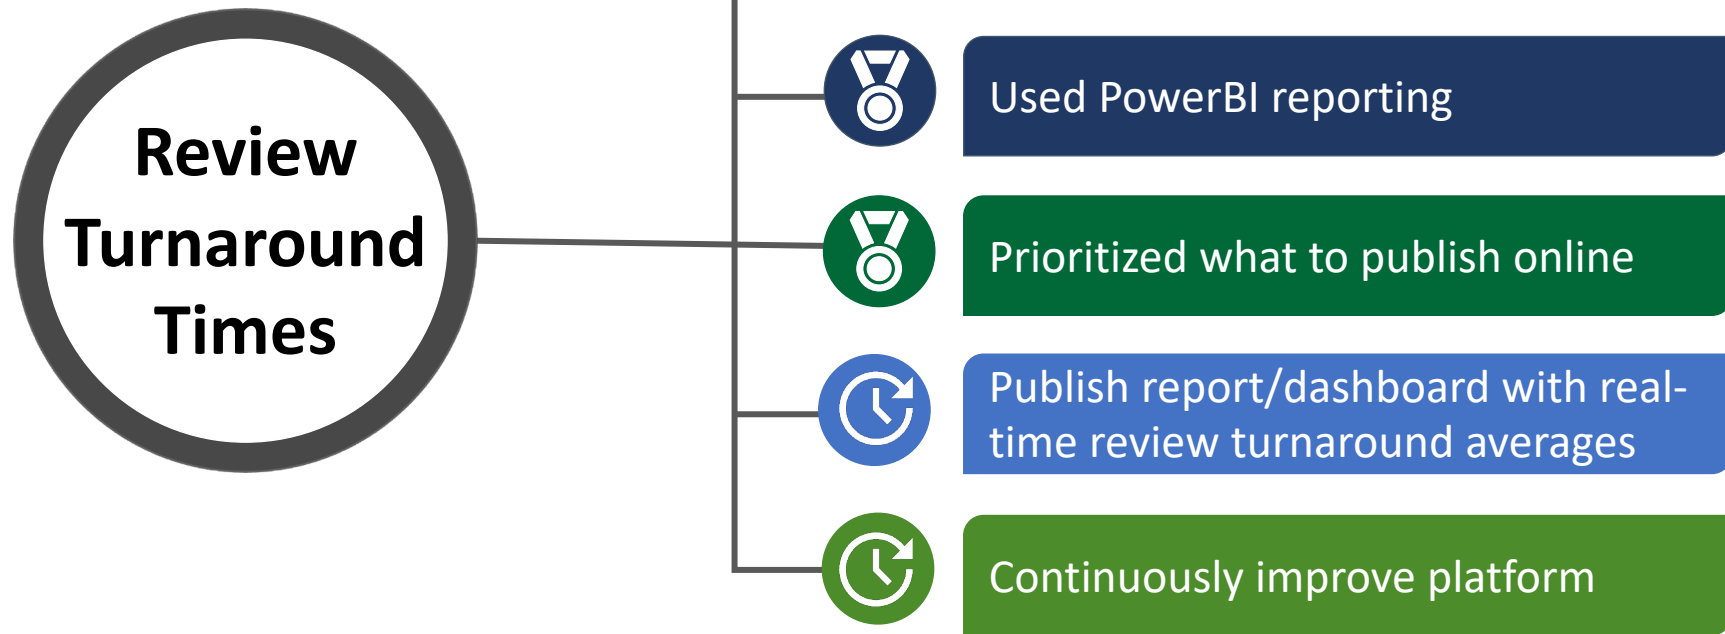 Review
Turnaround
Times
Used PowerBI reporting
Prioritized what to publish online
Publish report/dashboard with real-
time review turnaround averages
Continuously improve platform